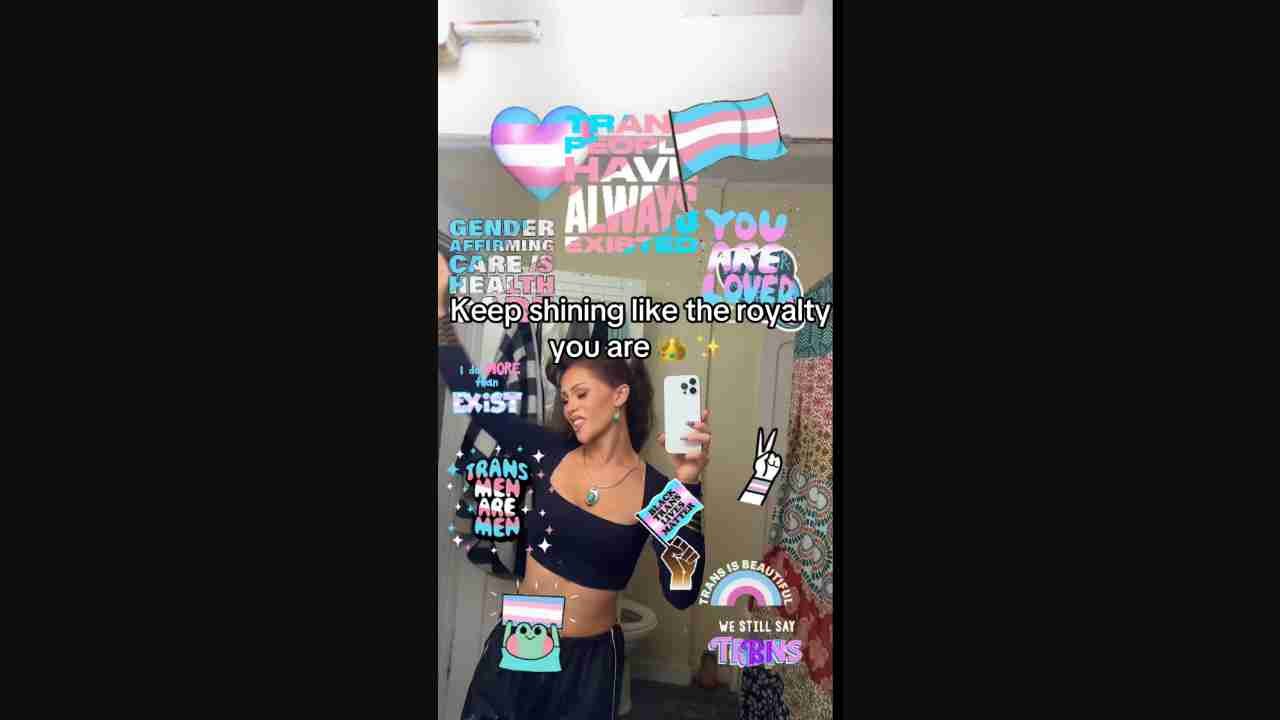 TRANS
PEOPLE
HAVE
ALWAYS
EXISTED
GENDER
AFFIRMING
CARE IS
HEALTH
YOU
ARE
LOVED
Keep shining like the royalty
you are
I do MORE
than
EXIST
TRANS
MEN
ARE
MEN
BLACK
TRANS
LIVES
MATTER
TRANS IS BEAUTIFUL
WE STILL SAY
TRANS